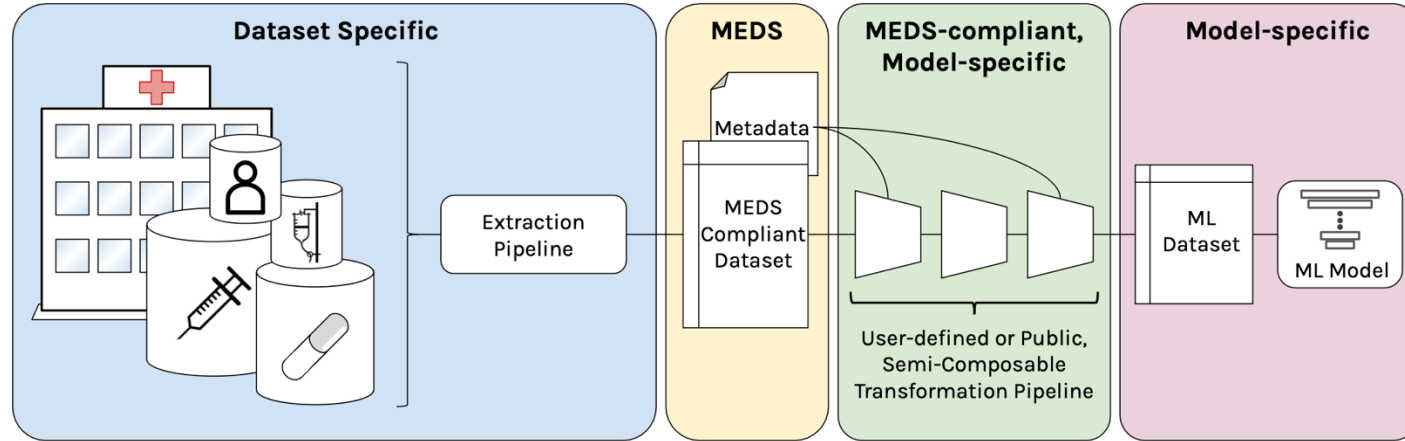 Dataset Specific
Extraction
Pipeline
MEDS
Metadata
MEDS
Compliant
Dataset
MEDS-compliant,
Model-specific
User-defined or Public,
Semi-Composable
Transformation Pipeline
Model-specific
ML
Dataset
ML Model